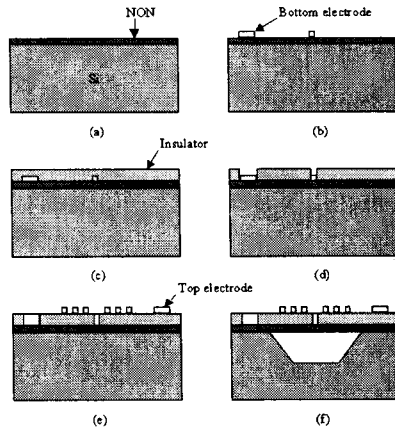 NON
Bottom electrode
Si
(a)
(b)
Insulator
(c)
(d)
Top electrode
(e)
(f)